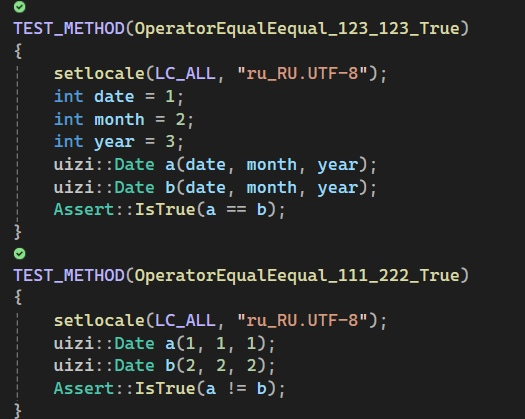 TEST_METHOD(OperatorEqualEequal_123_123_True)
{
    setlocale(LC_ALL, "ru_RU.UTF-8");
    int date = 1;
    int month = 2;
    int year = 3;
    uizi::Date a(date, month, year);
    uizi::Date b(date, month, year);
    Assert::IsTrue(a == b);
}
TEST_METHOD(OperatorEqualEequal_111_222_True)
{
    setlocale(LC_ALL, "ru_RU.UTF-8");
    uizi::Date a(1, 1, 1);
    uizi::Date b(2, 2, 2);
    Assert::IsTrue(a != b);
}